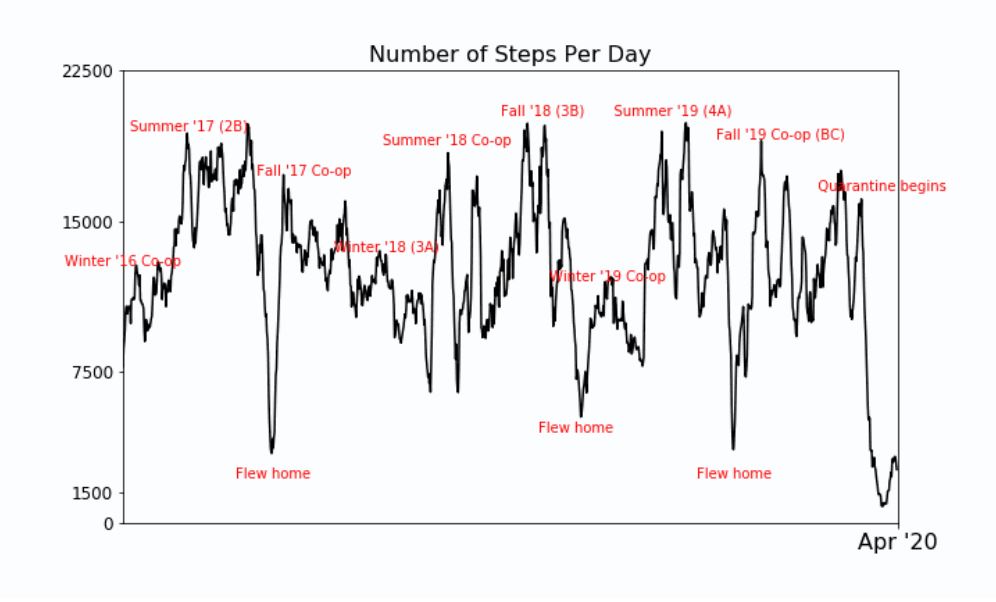 Number of Steps Per Day
22500
15000
7500
1500
0
Winter '16 Co-op
Summer '17 (2B)
Fall '17 Co-op
Flew home
Winter '18 (3A)
Summer '18 Co-op
Fall '18 (3B)
Winter '19 Co-op
Flew home
Summer '19 (4A)
Fall '19 Co-op (BC)
Flew home
Quarantine begins
Apr '20